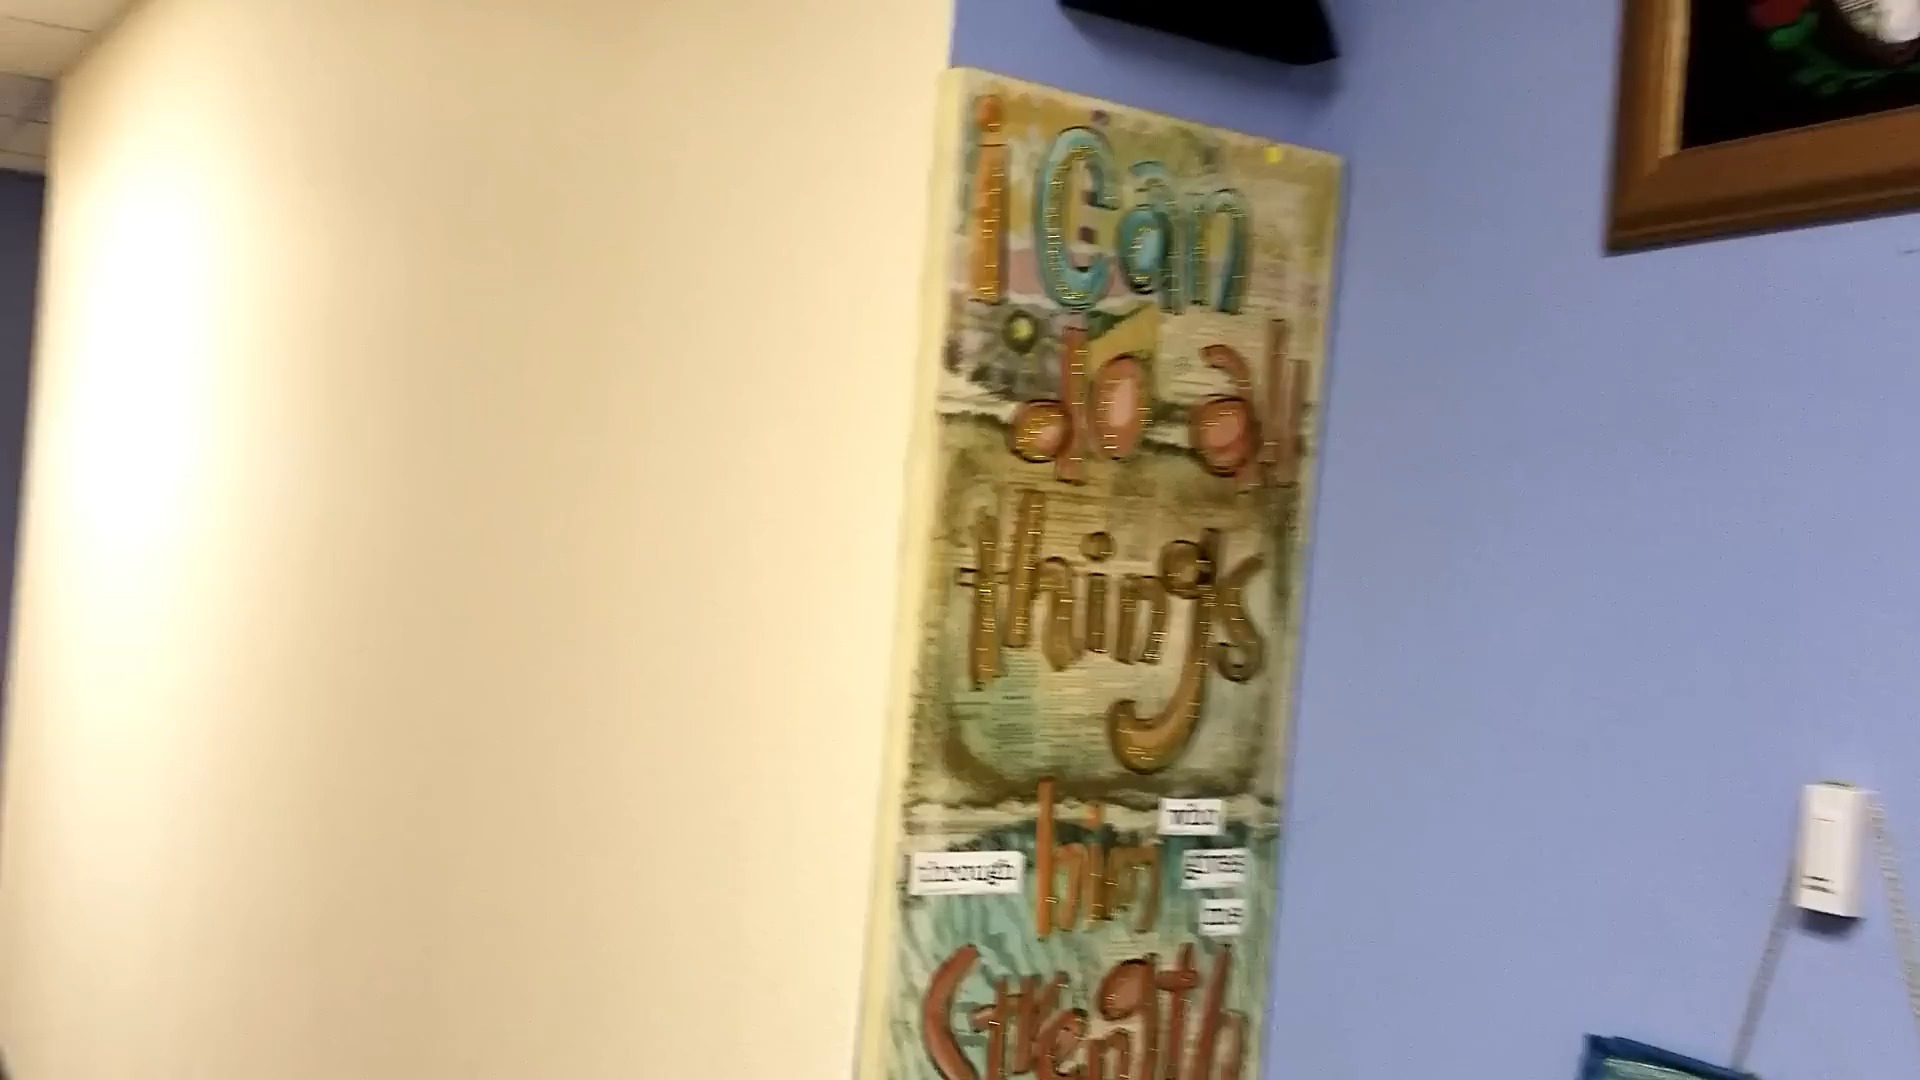 i Can
do all
things
through him who gives me
Strength